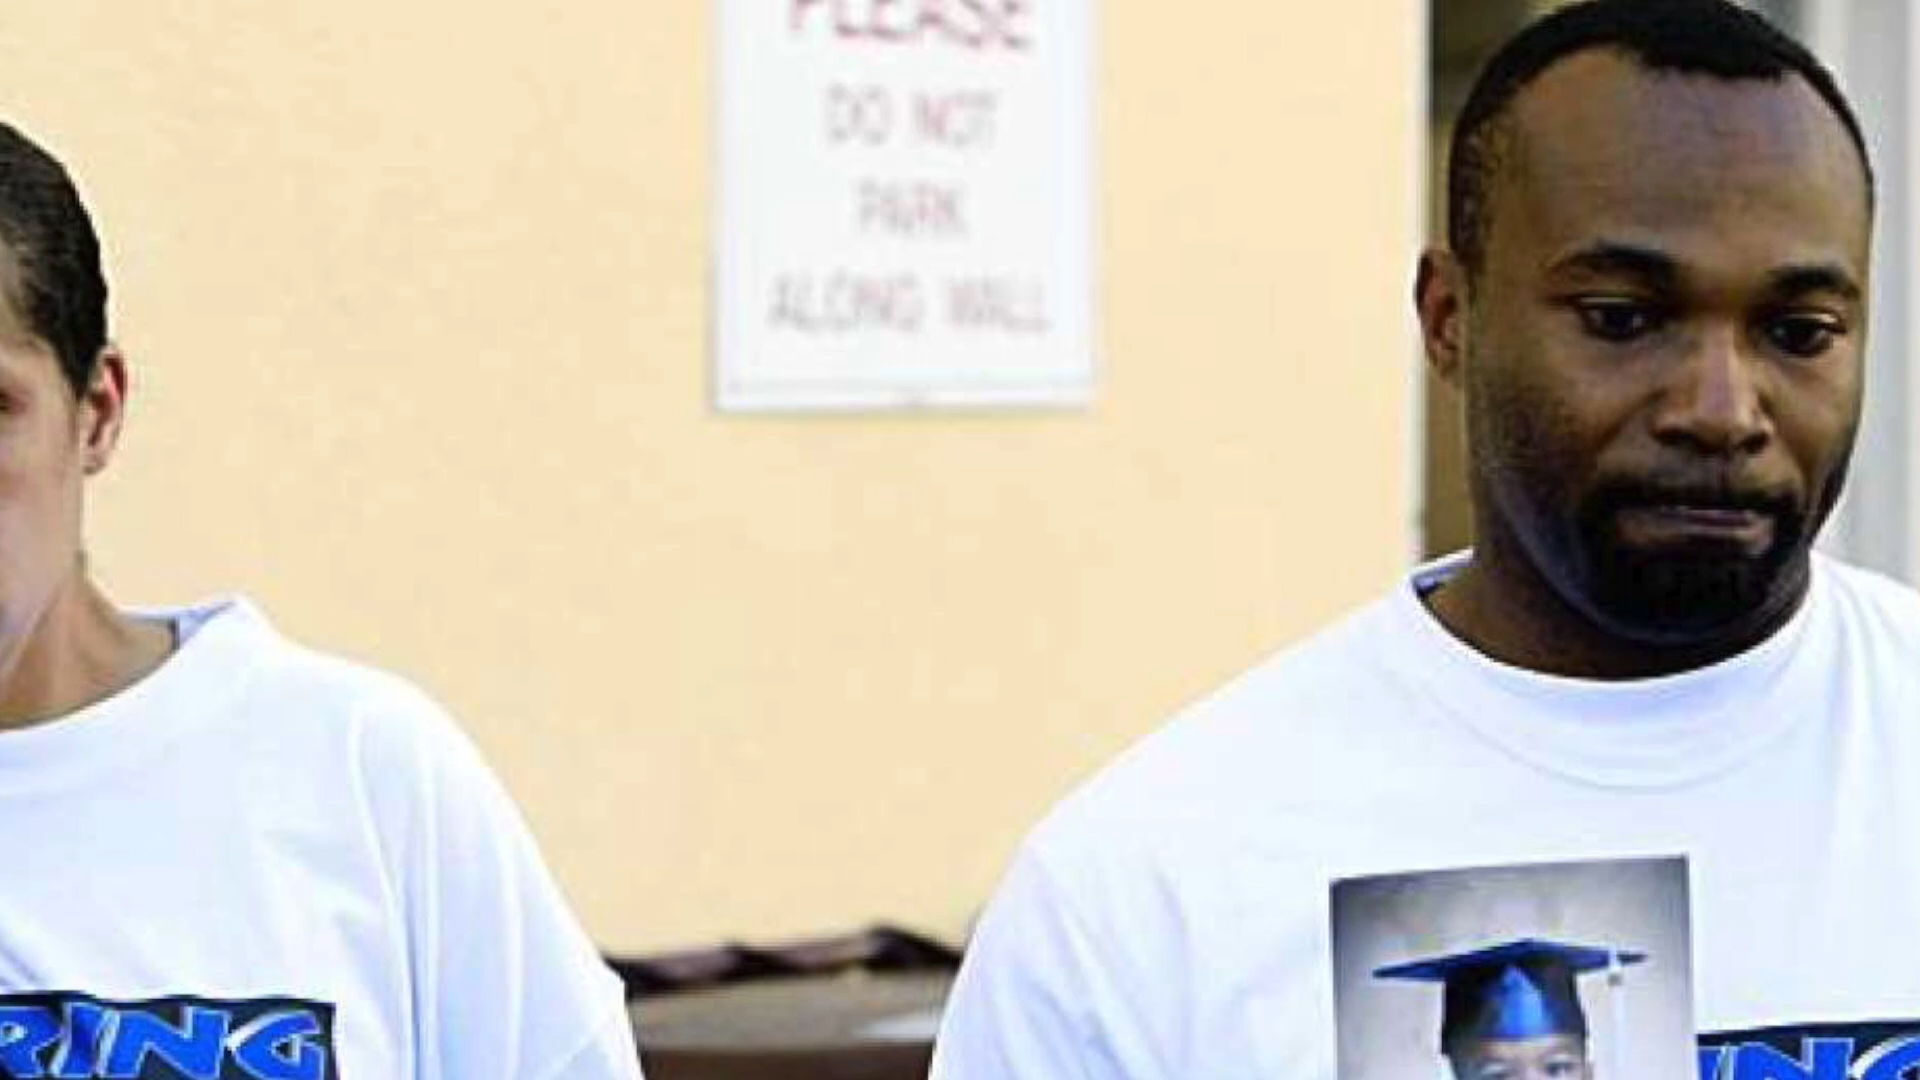 PLEASE
DO NOT
PARK
ALONG WALL
RING
ING